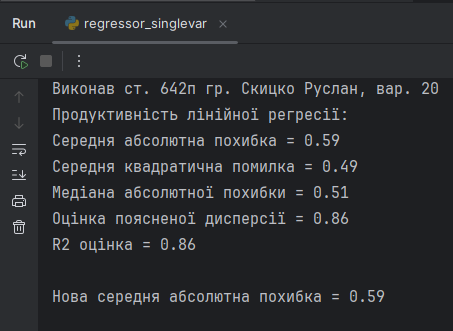 Run
regressor_singlevar
Виконав ст. 642п гр. Скицко Руслан, вар. 20
Продуктивність лінійної регресії:
Середня абсолютна похибка = 0.59
Середня квадратична помилка = 0.49
Медіана абсолютної похибки = 0.51
Оцінка поясненої дисперсії = 0.86
R2 оцінка = 0.86
Нова середня абсолютна похибка = 0.59